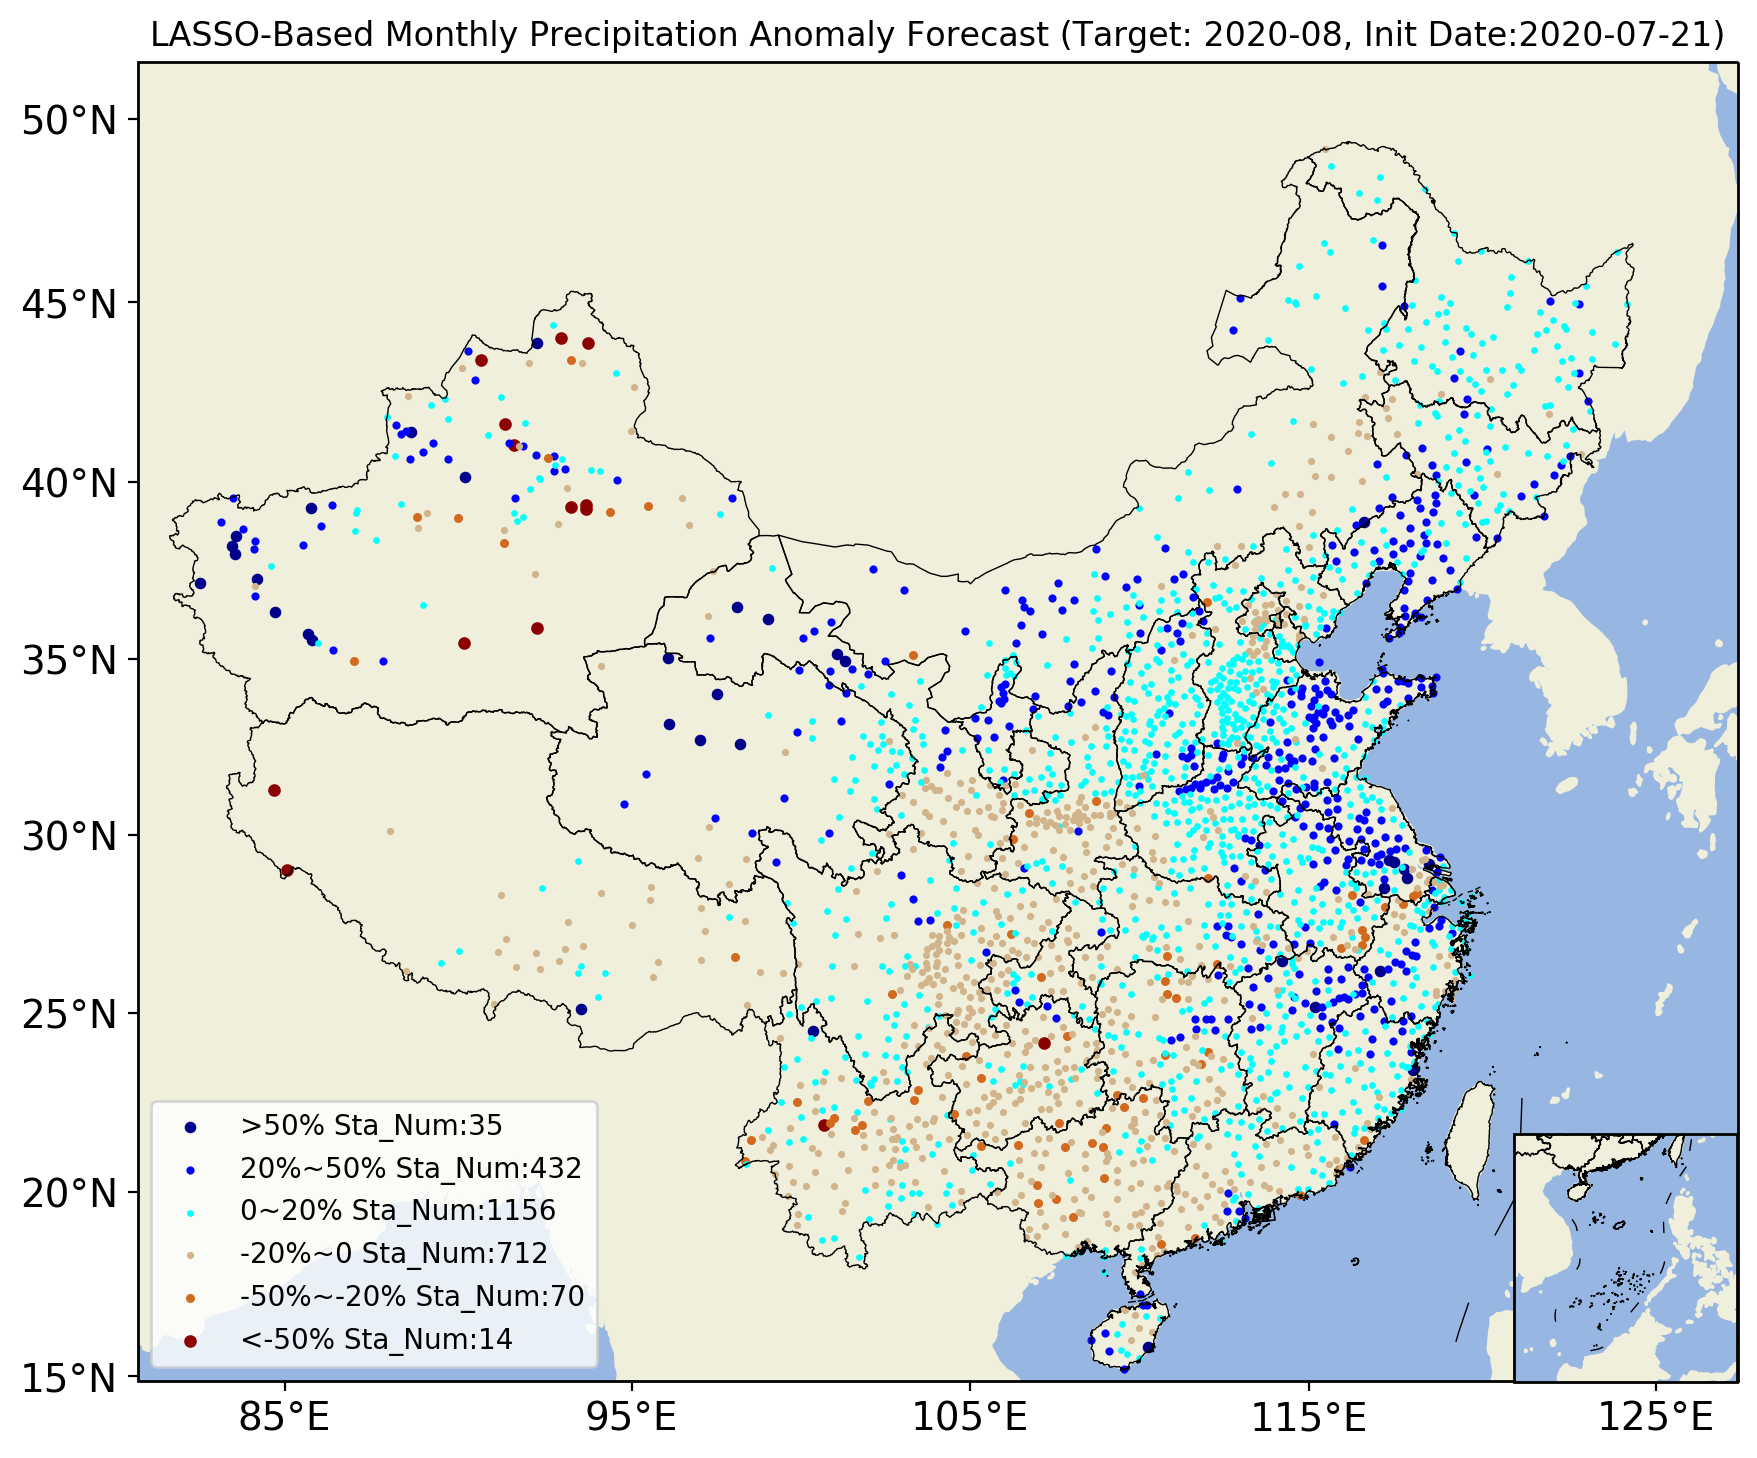 LASSO-Based Monthly Precipitation Anomaly Forecast (Target: 2020-08, Init Date:2020-07-21)
50°N
45°N
40°N
35°N
30°N
25°N
20°N
15°N
>50% Sta_Num:35
20%~50% Sta_Num:432
0~20% Sta_Num:1156
-20%~0 Sta_Num:712
-50%~-20% Sta_Num:70
<-50% Sta_Num:14
85°E
95°E
105°E
115°E
125°E